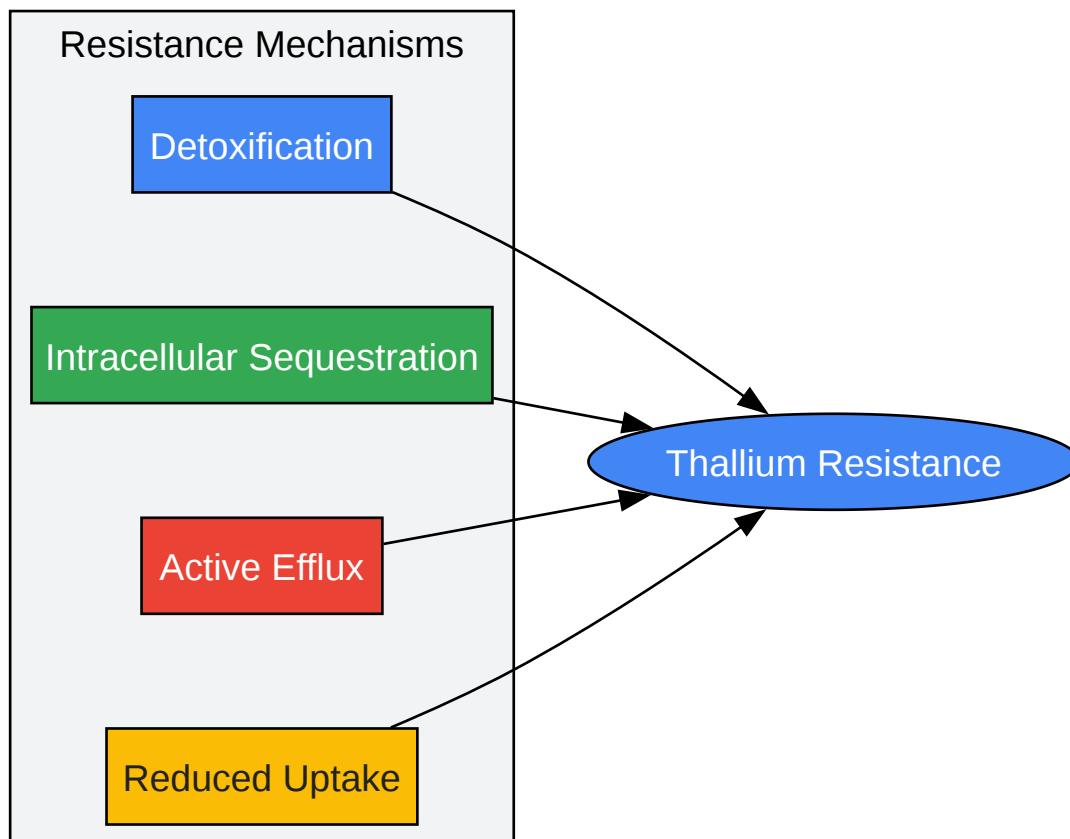 Resistance Mechanisms
Detoxification
Intracellular Sequestration
Thallium Resistance
Active Efflux
Reduced Uptake